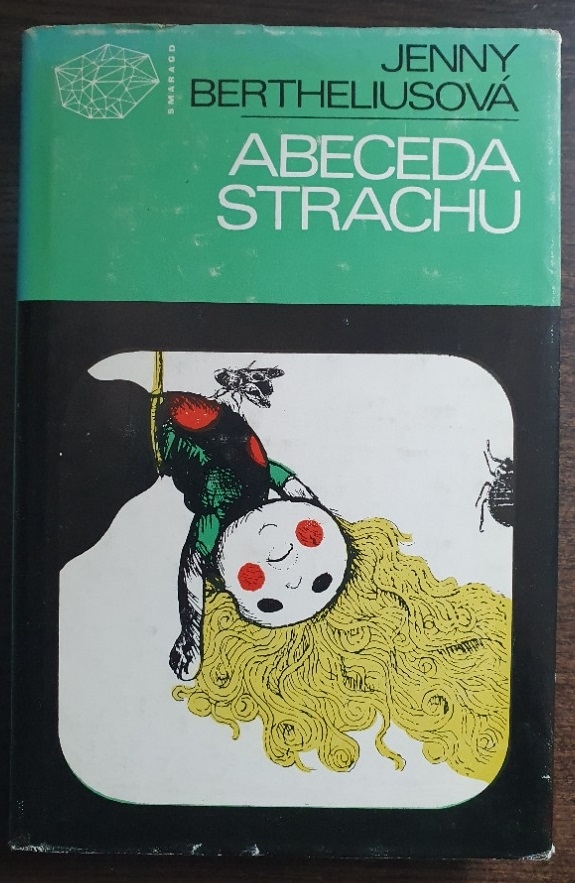 SMARAGD
JENNY
BERTHELIUSOVÁ
ABECEDA
STRACHU